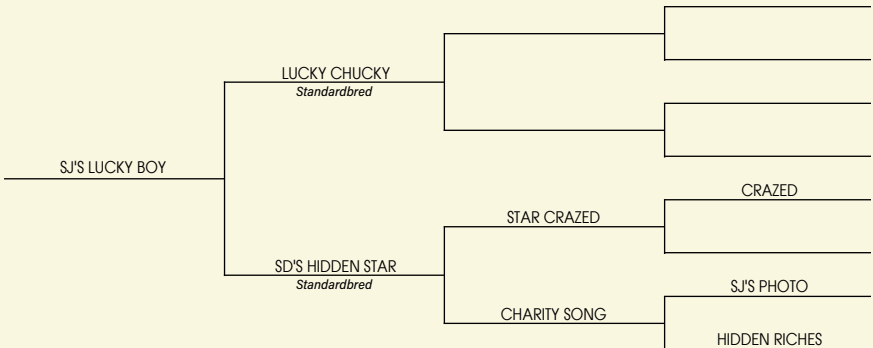 LUCKY CHUCKY
Standardbred
SJ'S LUCKY BOY
CRAZED
STAR CRAZED
SD'S HIDDEN STAR
Standardbred
SJ'S PHOTO
CHARITY SONG
HIDDEN RICHES